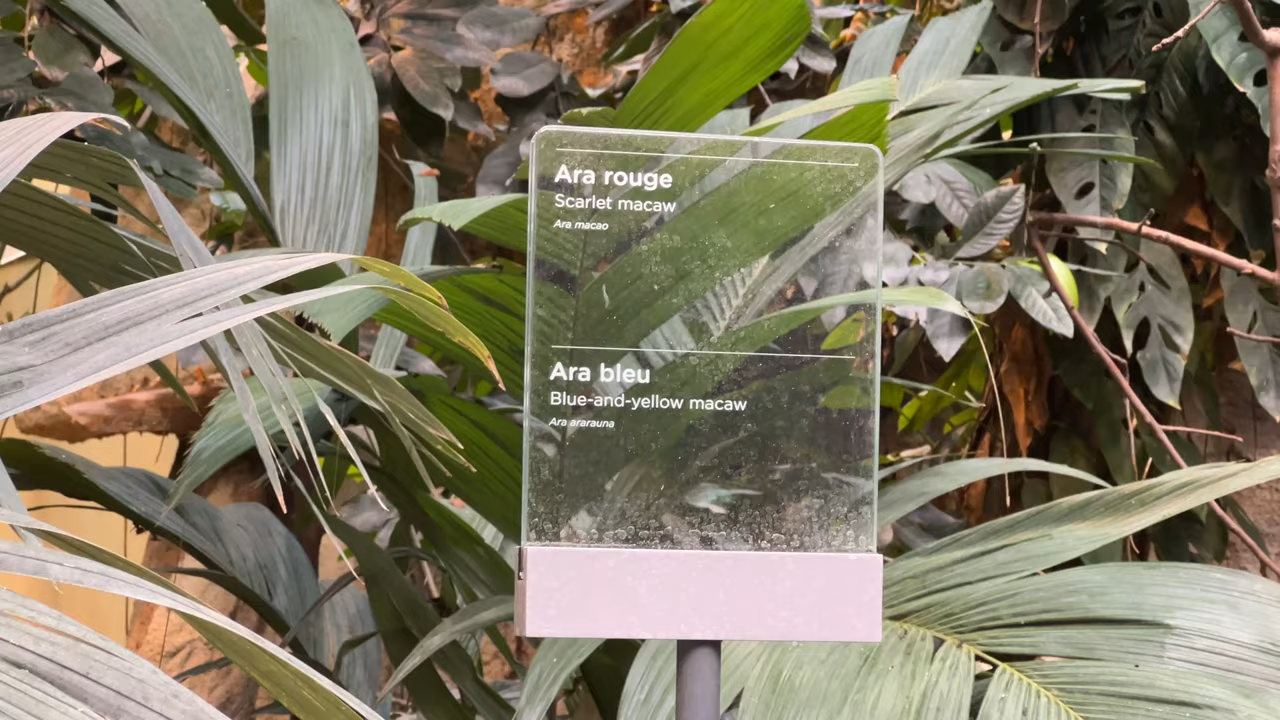 Ara rouge
Scarlet macaw
Ara macao
Ara bleu
Blue-and-yellow macaw
Ara ararauna